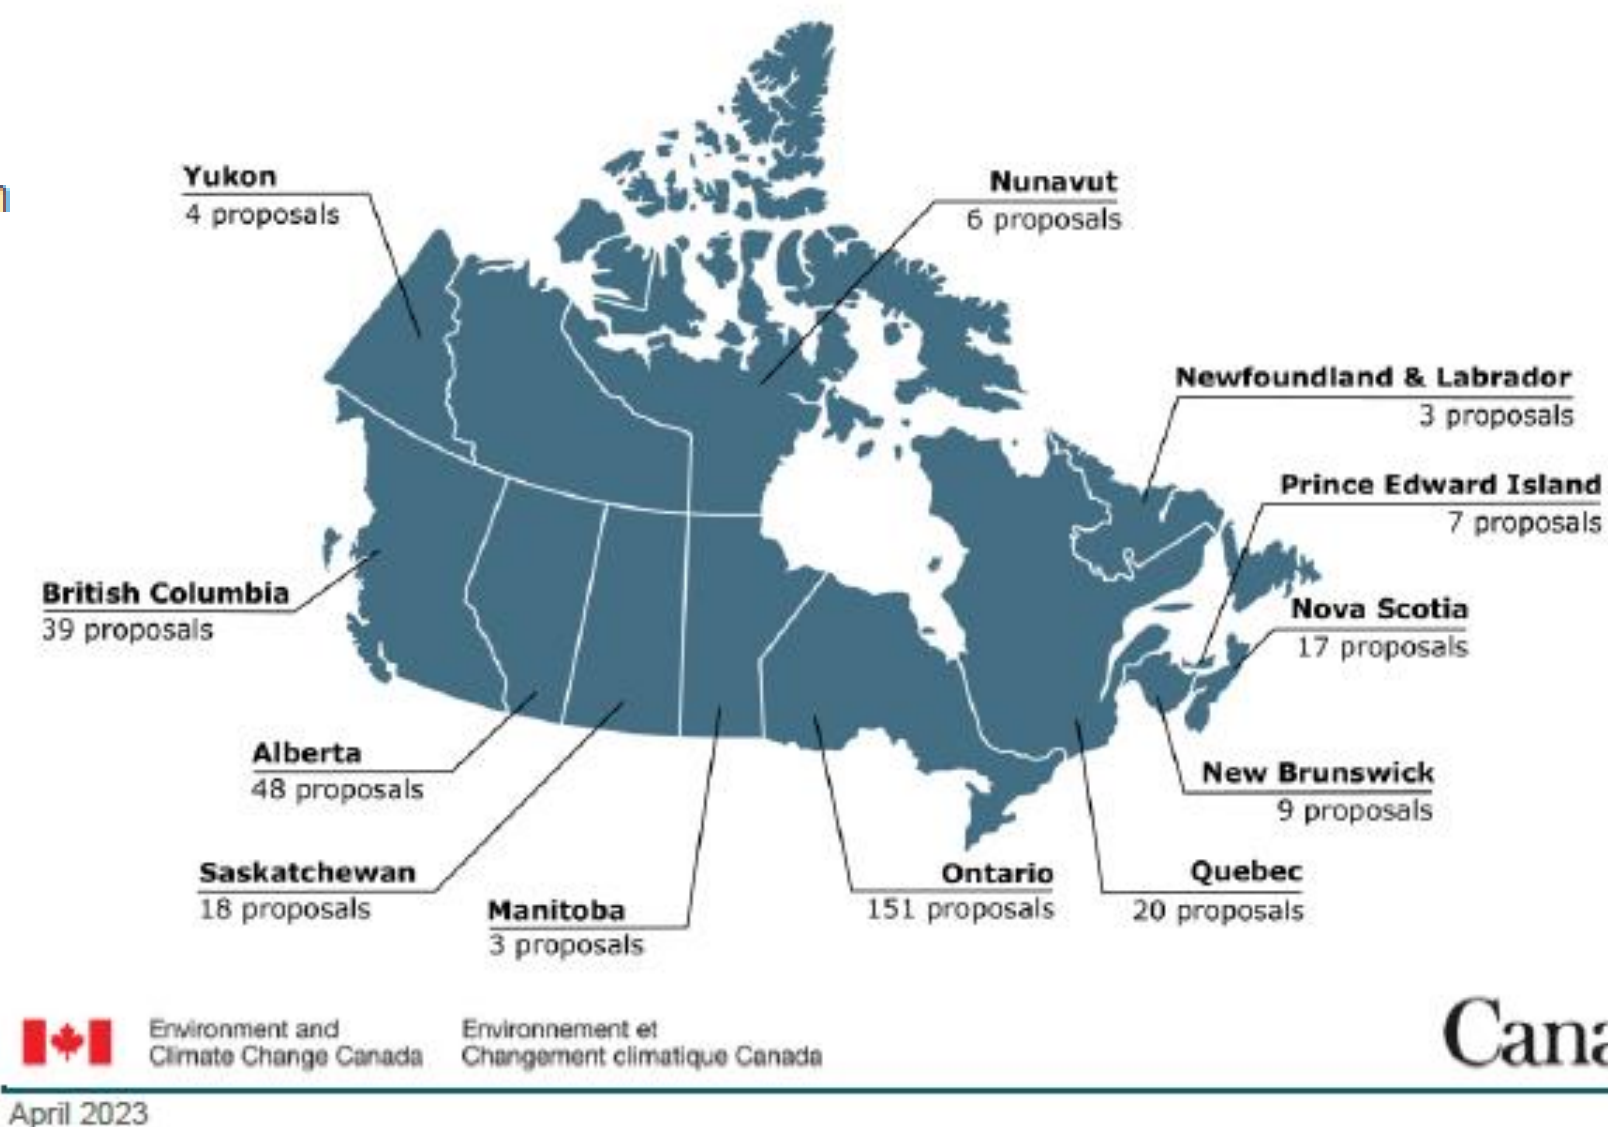 Yukon
4 proposals
Nunavut
6 proposals
Newfoundland & Labrador
3 proposals
Prince Edward Island
7 proposals
British Columbia
39 proposals
Nova Scotia
17 proposals
Alberta
48 proposals
New Brunswick
9 proposals
Saskatchewan
18 proposals
Manitoba
3 proposals
Ontario
151 proposals
Quebec
20 proposals
Environment and
Climate Change Canada
Environnement et
Changement climatique Canada
Cana
April 2023